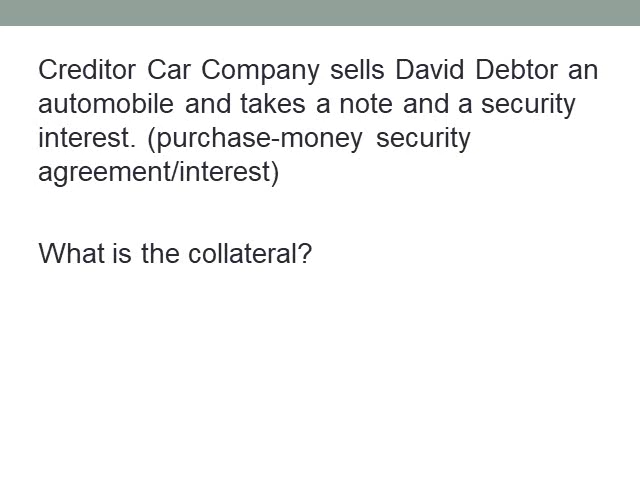 Creditor Car Company sells David Debtor an
automobile and takes a note and a security
interest. (purchase-money security
agreement/interest)
What is the collateral?